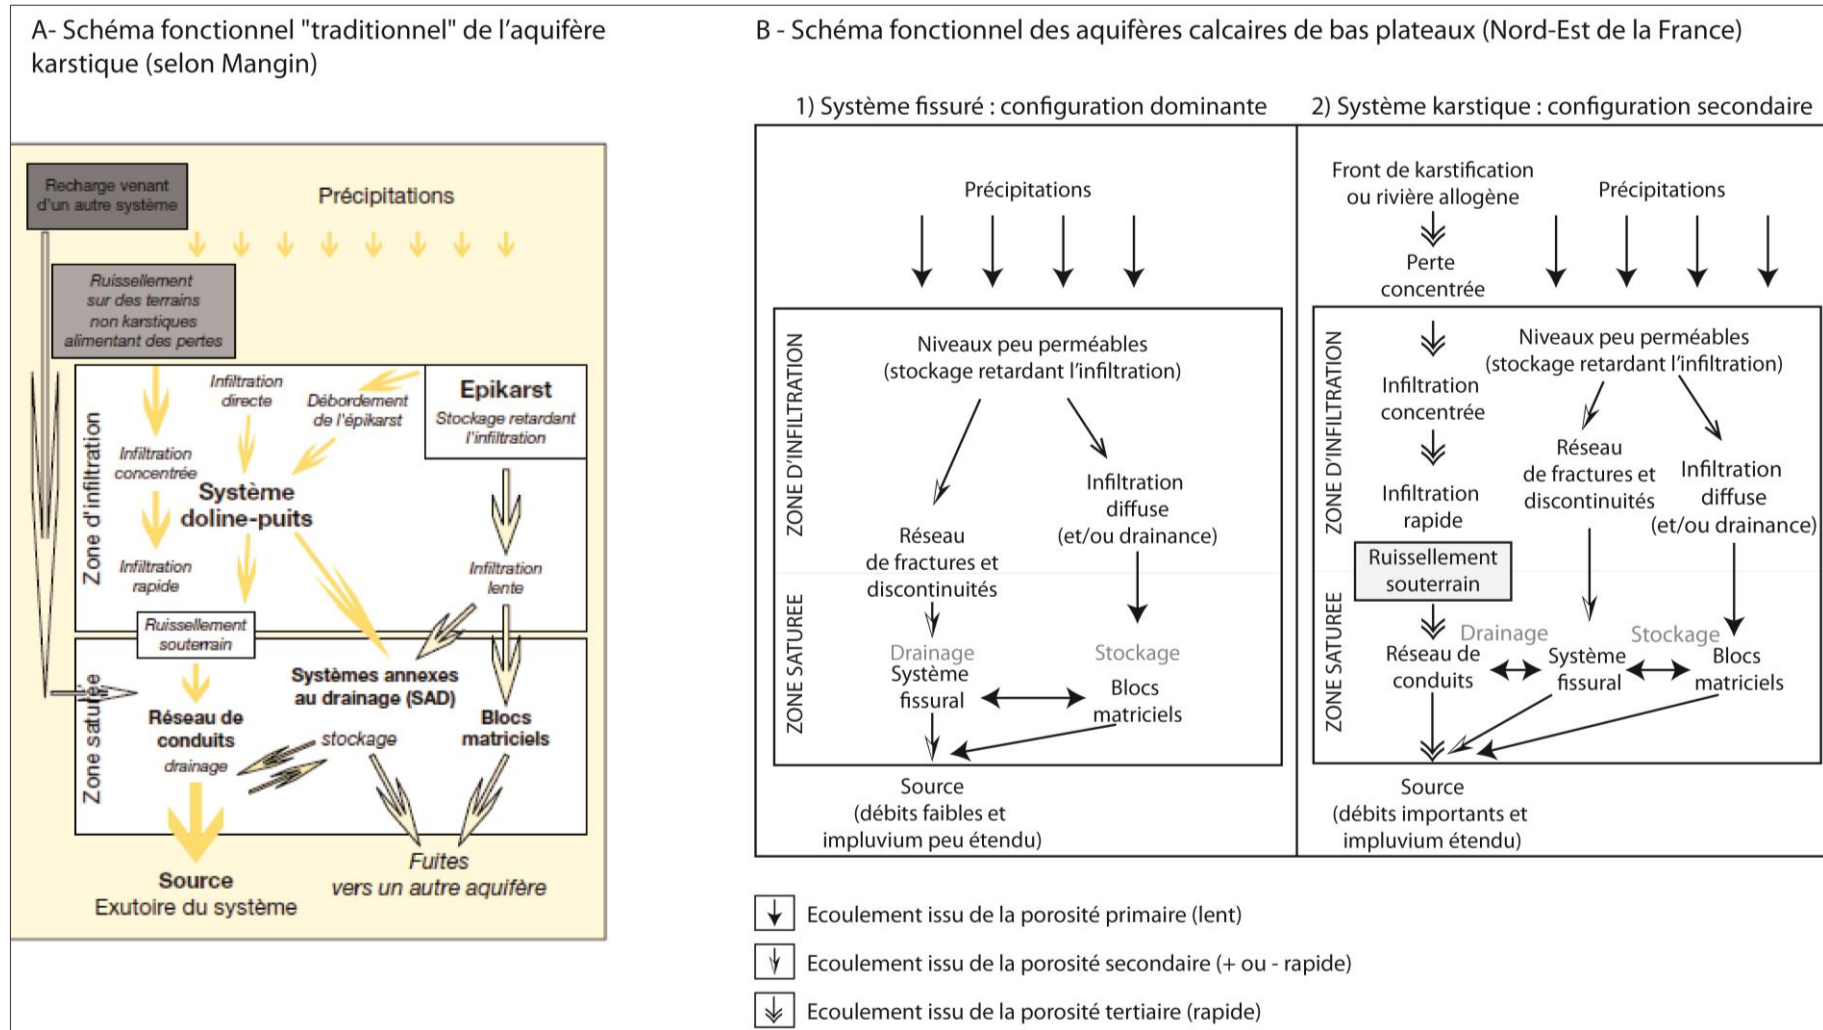 A- Schéma fonctionnel "traditionnel" de l'aquifère
karstique (selon Mangin)
Recharge venant
d'un autre système
Précipitations
Ruissellement
sur des terrains
non karstiques
alimentant des pertes
Zone d'infiltration
Infiltration
directe
Débordement
de l'épikarst
Epikarst
Stockage retardant
l'infiltration
Infiltration
concentrée
Système
doline-puits
Infiltration
rapide
Infiltration
lente
Ruissellement
souterrain
Zone saturée
Systèmes annexes
au drainage (SAD)
Réseau de
conduits
drainage
stockage
Blocs
matriciels
Source
Exutoire du système
Fuites
vers un autre aquifère
B - Schéma fonctionnel des aquifères calcaires de bas plateaux (Nord-Est de la France)
1) Système fissuré : configuration dominante
Précipitations
ZONE D'INFILTRATION
Niveaux peu perméables
(stockage retardant l'infiltration)
Infiltration
diffuse
(et/ou drainance)
Réseau
de fractures et
discontinuités
ZONE SATUREE
Drainage
Système
fissural
Stockage
Blocs
matriciels
Source
(débits faibles et
impluvium peu étendu)
2) Système karstique : configuration secondaire
Front de karstification
ou rivière allogène
Précipitations
Perte
concentrée
ZONE D'INFILTRATION
Niveaux peu perméables
(stockage retardant l'infiltration)
Infiltration
concentrée
Réseau
de fractures et
discontinuités
Infiltration
diffuse
(et/ou drainance)
Infiltration
rapide
Ruissellement
souterrain
ZONE SATUREE
Drainage
Stockage
Réseau de
conduits
Système
fissural
Blocs
matriciels
Source
(débits importants et
impluvium étendu)
Ecoulement issu de la porosité primaire (lent)
Ecoulement issu de la porosité secondaire (+ ou - rapide)
Ecoulement issu de la porosité tertiaire (rapide)